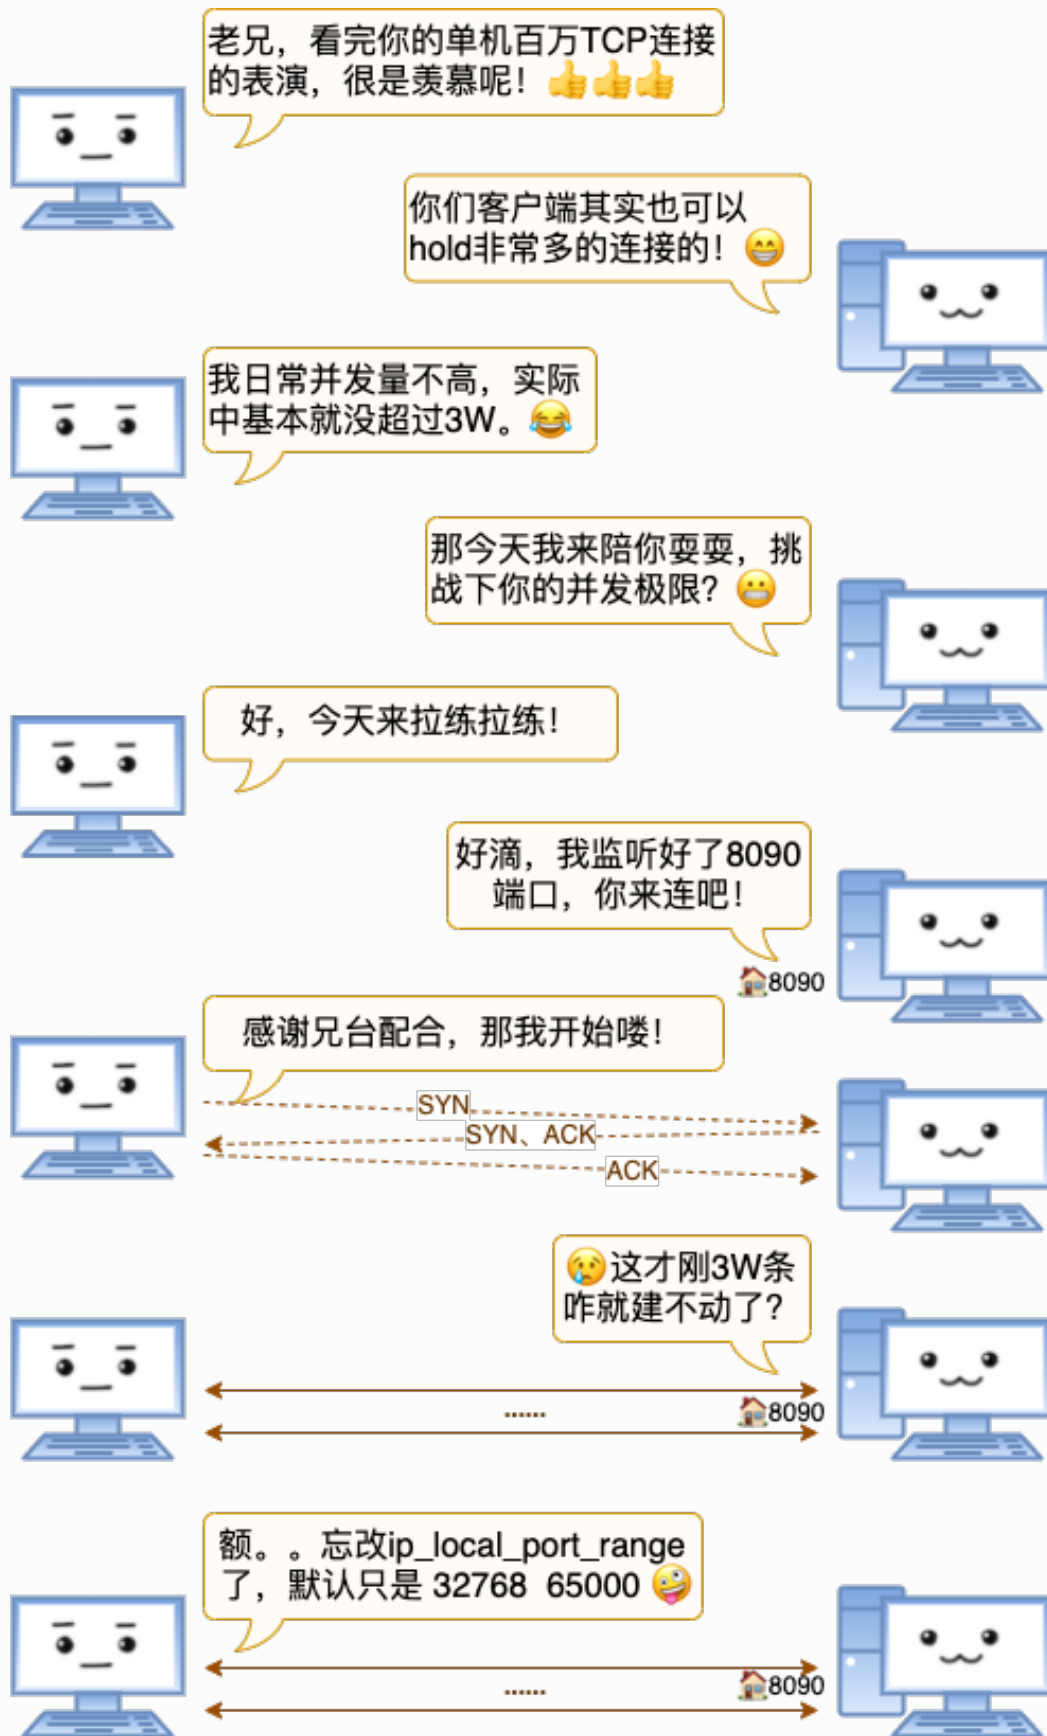 老兄，看完你的单机百万TCP连接
的表演，很是羡慕呢！👍👍👍
你们客户端其实也可以
hold非常多的连接的！😁
我日常并发量不高，实际
中基本就没超过3W。😂
那今天我来陪你耍耍，挑
战下你的并发极限？😬
好，今天来拉练拉练！
好滴，我监听好了8090
端口，你来连吧！
🏠8090
感谢兄台配合，那我开始喽！
SYN
SYN、ACK
ACK
😢这才刚3W条
咋就建不动了？
......
🏠8090
额。。忘改ip_local_port_range
了，默认只是 32768  65000 🤪
......
🏠8090